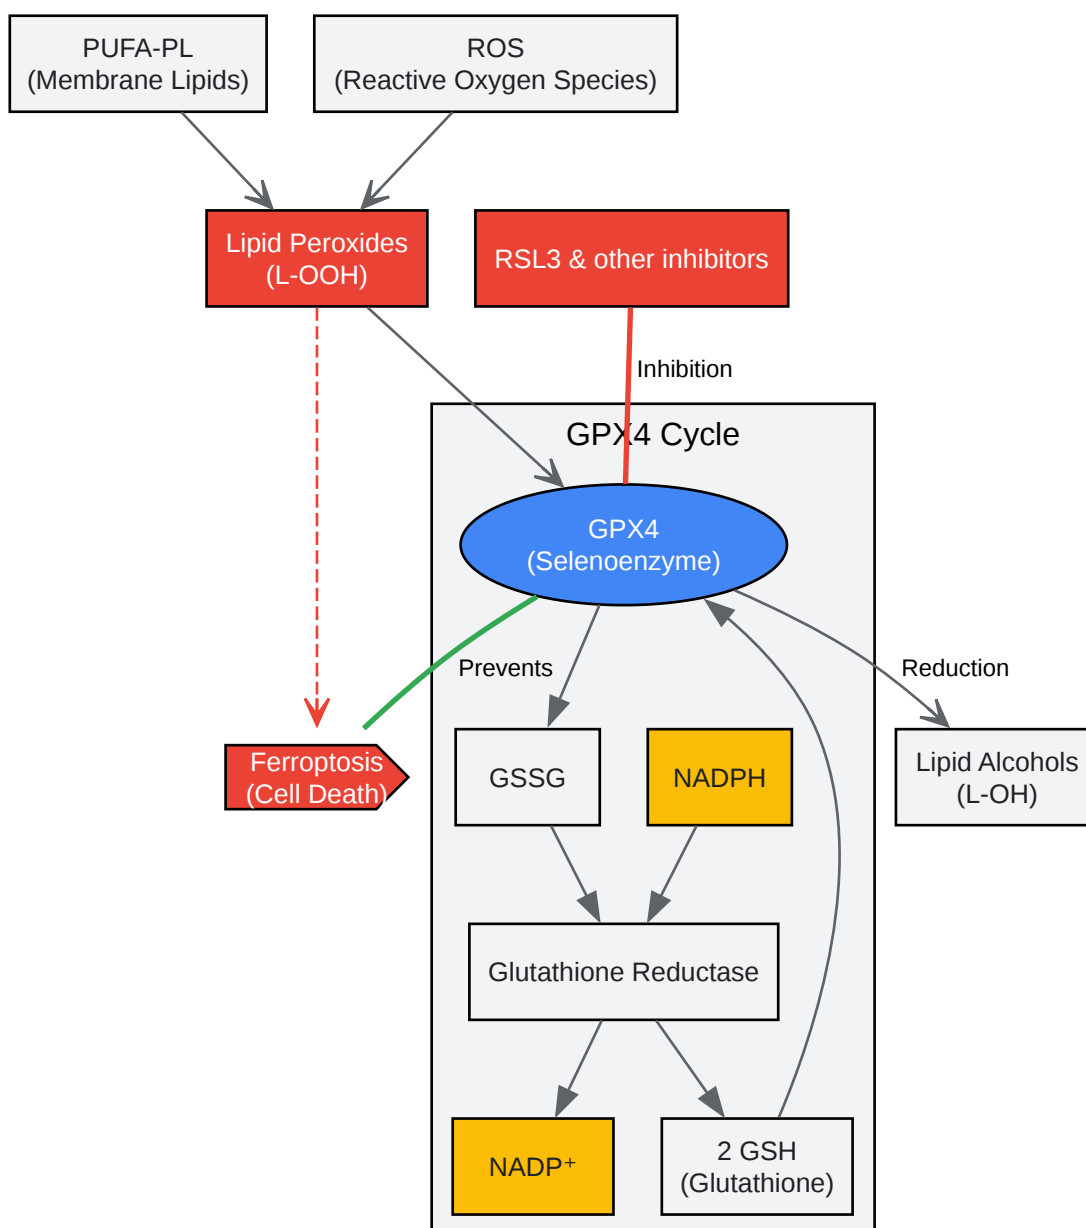 PUFA-PL
(Membrane Lipids)
ROS
(Reactive Oxygen Species)
Lipid Peroxides
(L-OOH)
RSL3 & other inhibitors
Inhibition
GPX4 Cycle
GPX4
(Selenoenzyme)
Prevents
Reduction
Ferroptosis
(Cell Death)
GSSG
NADPH
Lipid Alcohols
(L-OH)
Glutathione Reductase
NADP⁺
2 GSH
(Glutathione)